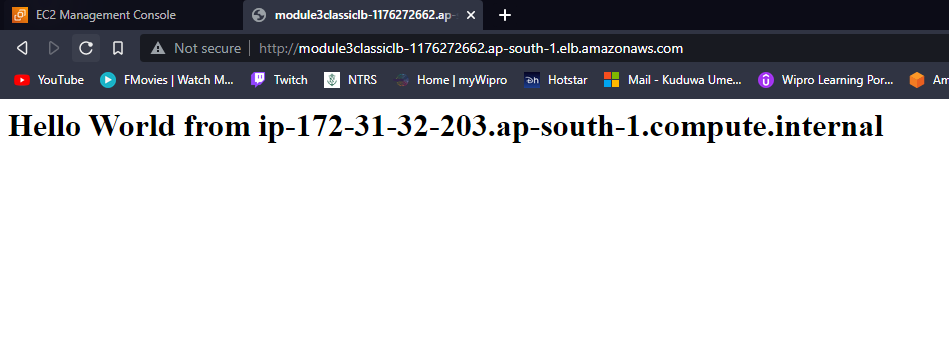 EC2 Management Console
module3classiclb-1176272662.ap-
Not secure
http://module3classiclb-1176272662.ap-south-1.elb.amazonaws.com
YouTube
FMovies | Watch M...
Twitch
NTRS
Home | myWipro
Hotstar
Mail - Kuduwa Ume...
Wipro Learning Por...
Am
Hello World from ip-172-31-32-203.ap-south-1.compute.internal